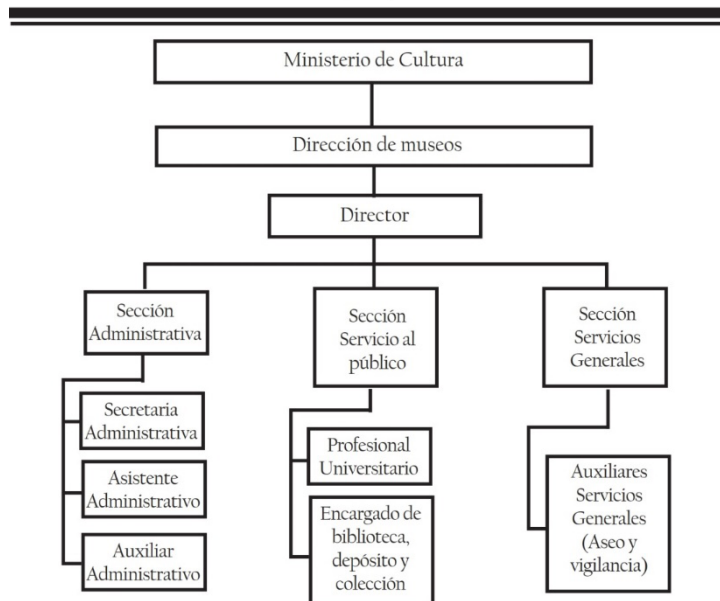 Ministerio de Cultura
Dirección de museos
Director
Sección
Administrativa
Secretaria
Administrativa
Asistente
Administrativo
Auxiliar
Administrativo
Sección
Servicio al
público
Profesional
Universitario
Encargado de
biblioteca,
depósito y
colección
Sección
Servicios
Generales
Auxiliares
Servicios
Generales
(Aseo y
vigilancia)